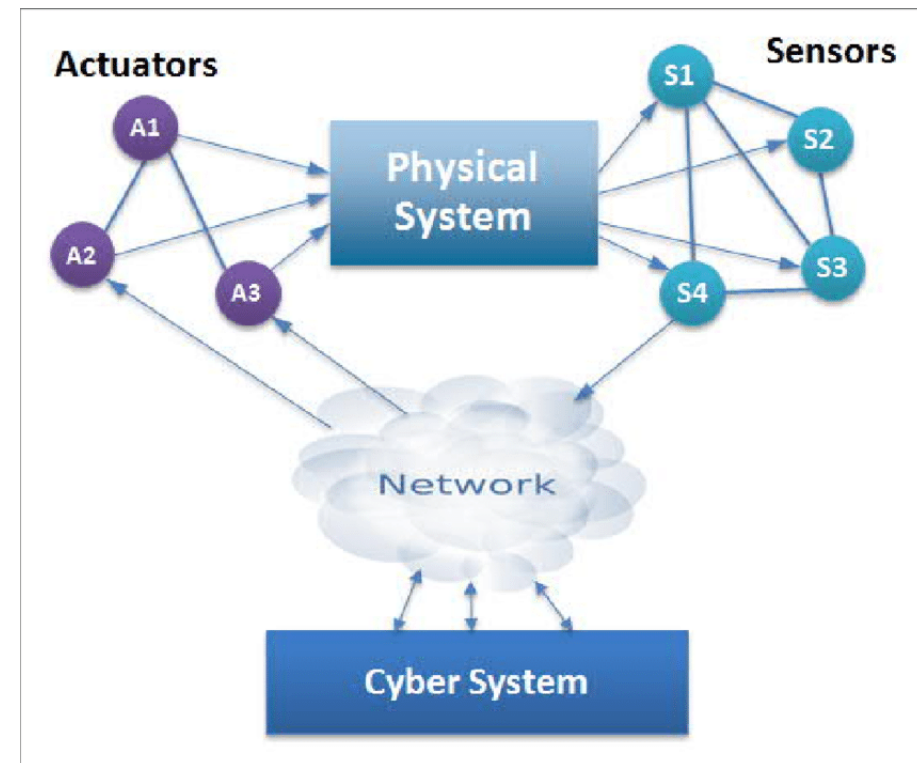 Actuators
Sensors
A1
A2
A3
Physical
System
S1
S2
S3
S4
Network
Cyber System